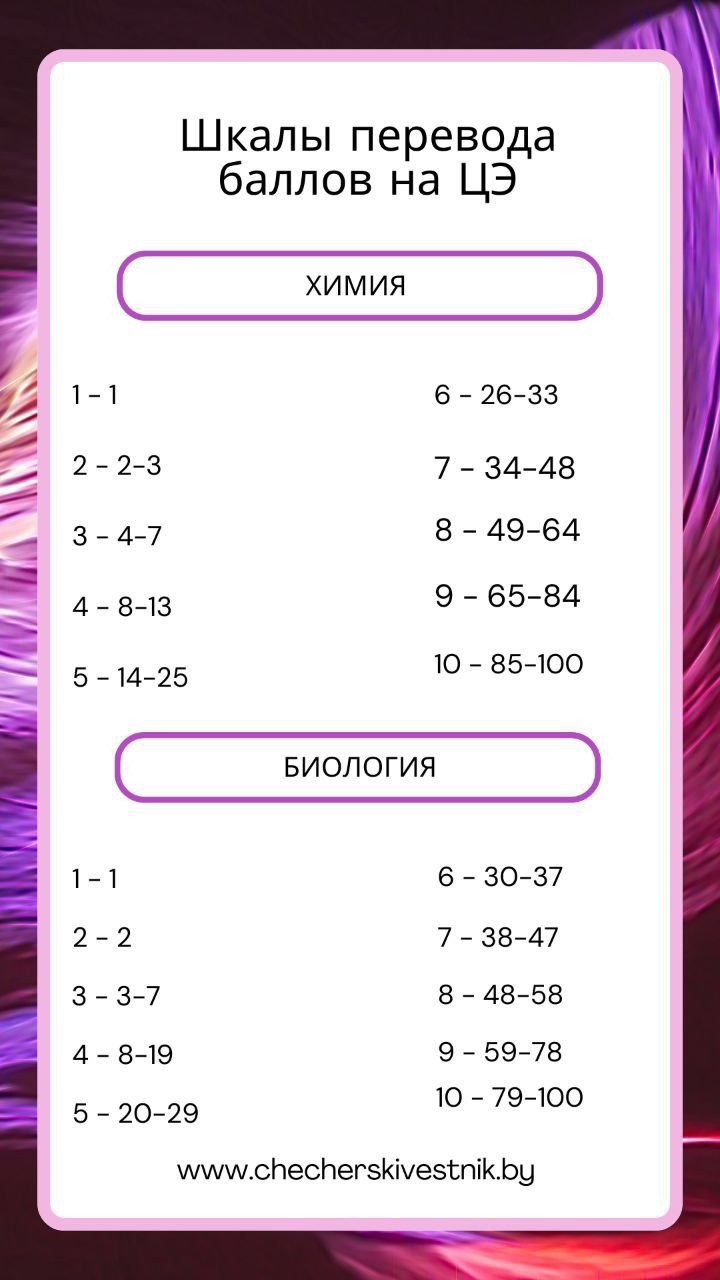 Шкалы перевода
баллов на ЦЭ
ХИМИЯ
1 - 1
2 - 2-3
3 - 4-7
4 - 8-13
5 - 14-25
6 - 26-33
7 - 34-48
8 - 49-64
9 - 65-84
10 - 85-100
БИОЛОГИЯ
1 - 1
2 - 2
3 - 3-7
4 - 8-19
5 - 20-29
6 - 30-37
7 - 38-47
8 - 48-58
9 - 59-78
10 - 79-100
www.checherskivestnik.by